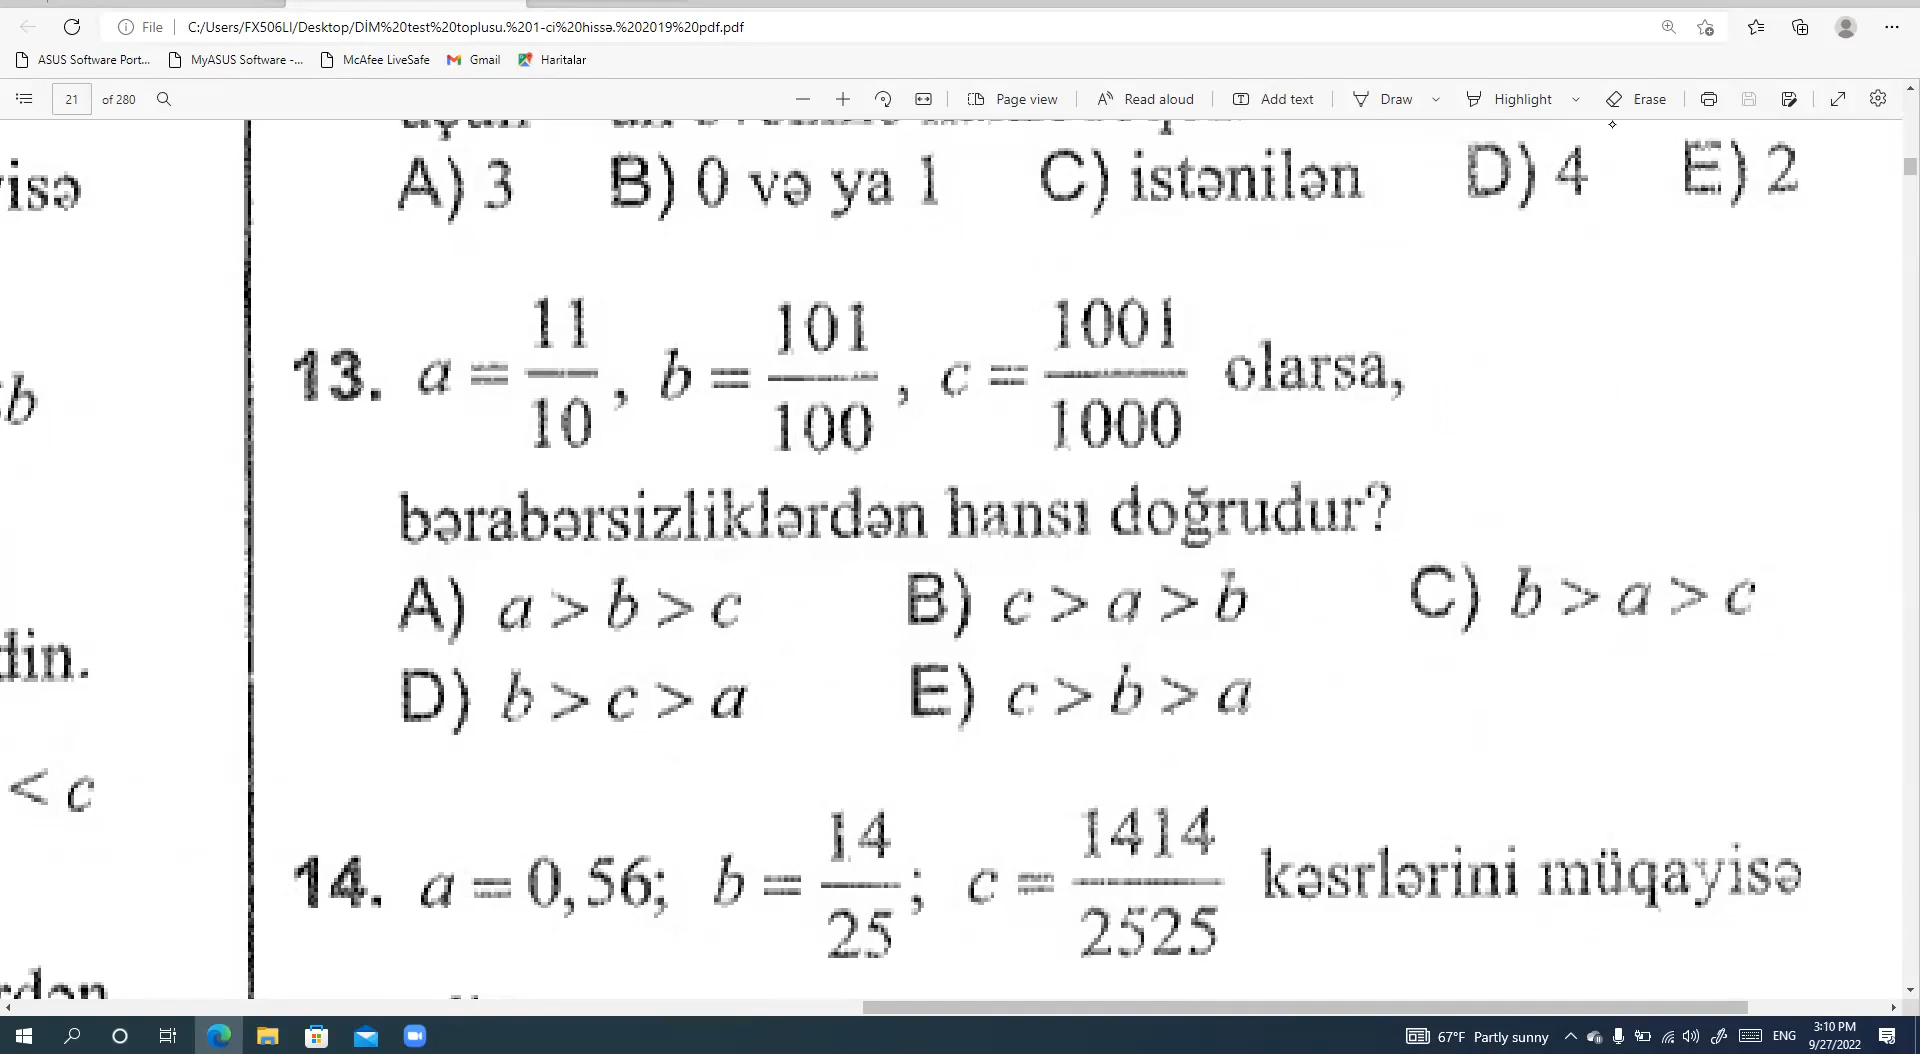 File C:/Users/FX506LI/Desktop/DİM%20test%20toplusu.%201-ci%20hissə.%202019%20pdf.pdf
ASUS Software Port... MyASUS Software -... McAfee LiveSafe Gmail Haritalar
21 of 280 Page view Read aloud Add text Draw Highlight Erase
A) 3 B) 0 və ya 1 C) istənilən D) 4 E) 2
isə
13. a = 11/10, b = 101/100, c = 1001/1000 olarsa,
b
bərabərsizliklərdən hansı doğrudur?
A) a > b > c B) c > a > b C) b > a > c
din.
D) b > c > a E) c > b > a
< c
14. a = 0,56; b = 14/25; c = 1414/2525 kəsrlərini müqayisə
67°F Partly sunny ENG 3:10 PM
9/27/2022